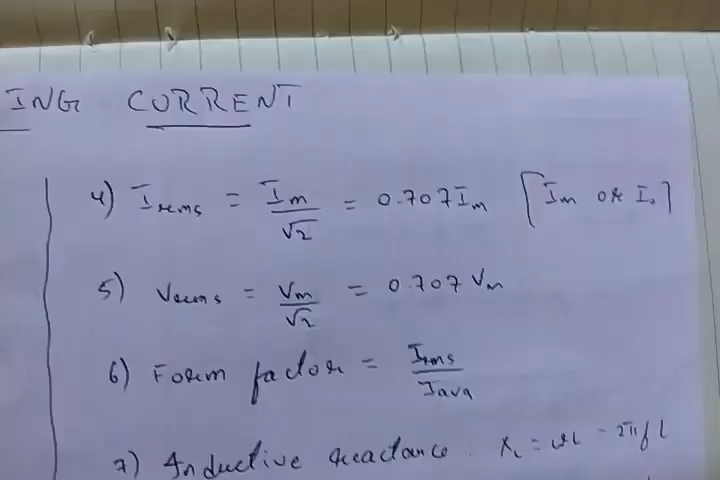 ING CURRENT
4) Irms = Im/√2 = 0.707 Im [Im or I₀]
5) Vrms = Vm/√2 = 0.707 Vm
6) Form factor = Irms/Iavg
7) Inductive reactance : XL = ωL = 2πfL